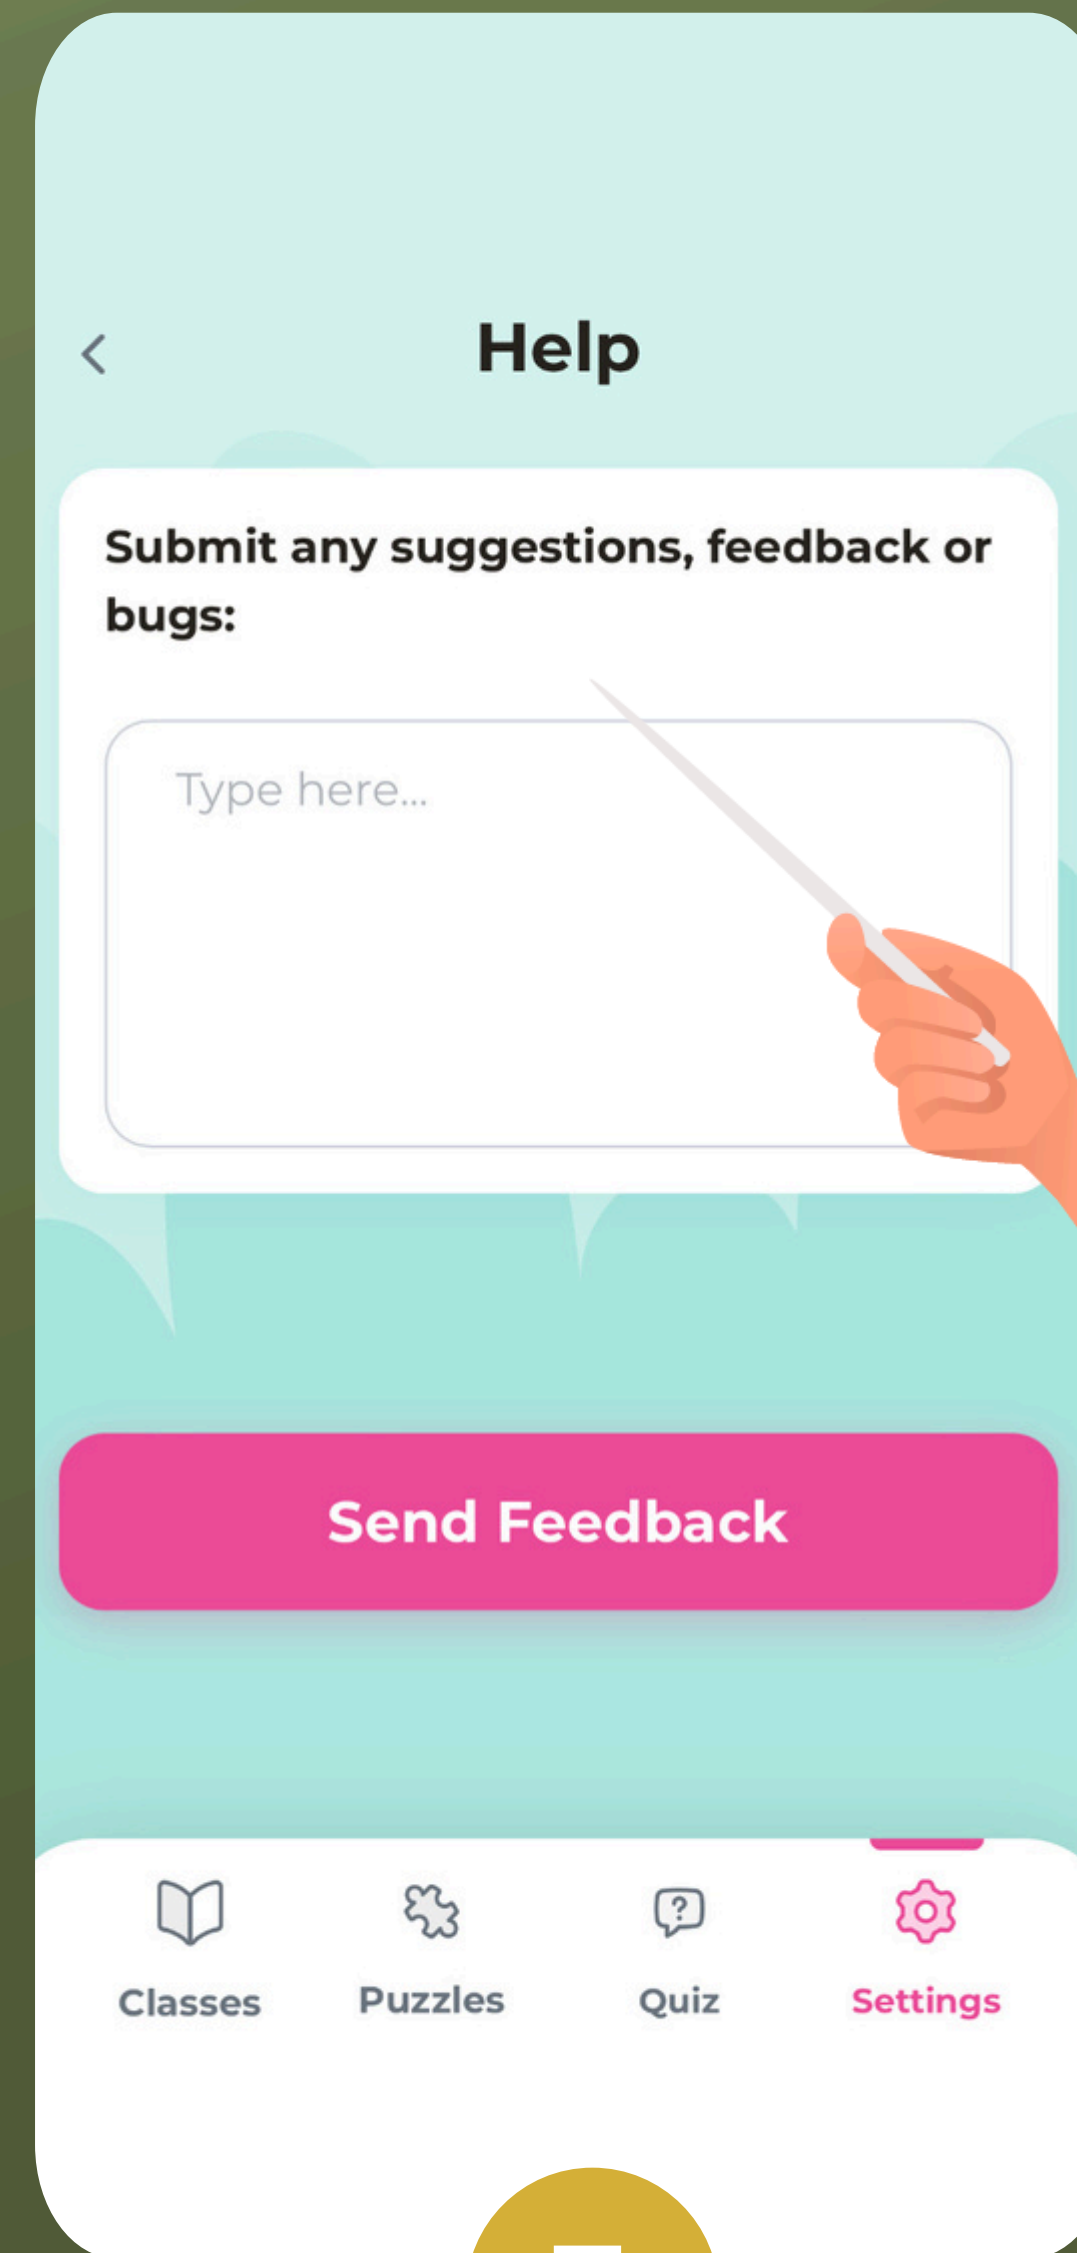 Help
Submit any suggestions, feedback or
bugs:
Type here...
Send Feedback
Classes
Puzzles
Quiz
Settings